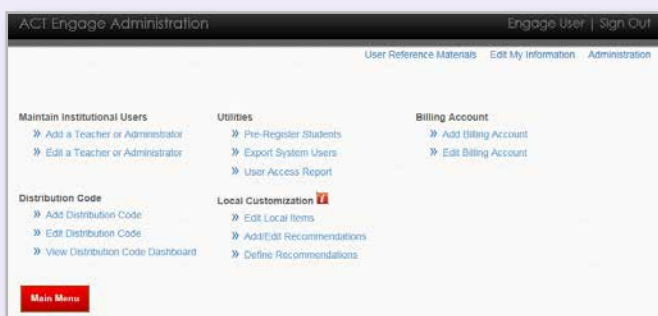 ACT Engage Administration
Engage User | Sign Out
User Reference Materials Edit My Information Administration
Maintain Institutional Users
» Add a Teacher or Administrator
» Edit a Teacher or Administrator
Utilities
» Pre-Register Students
» Export System Users
» User Access Report
Billing Account
» Add Billing Account
» Edit Billing Account
Distribution Code
» Add Distribution Code
» Edit Distribution Code
» View Distribution Code Dashboard
Local Customization i
» Edit Local Items
» Add/Edit Recommendations
» Define Recommendations
Main Menu